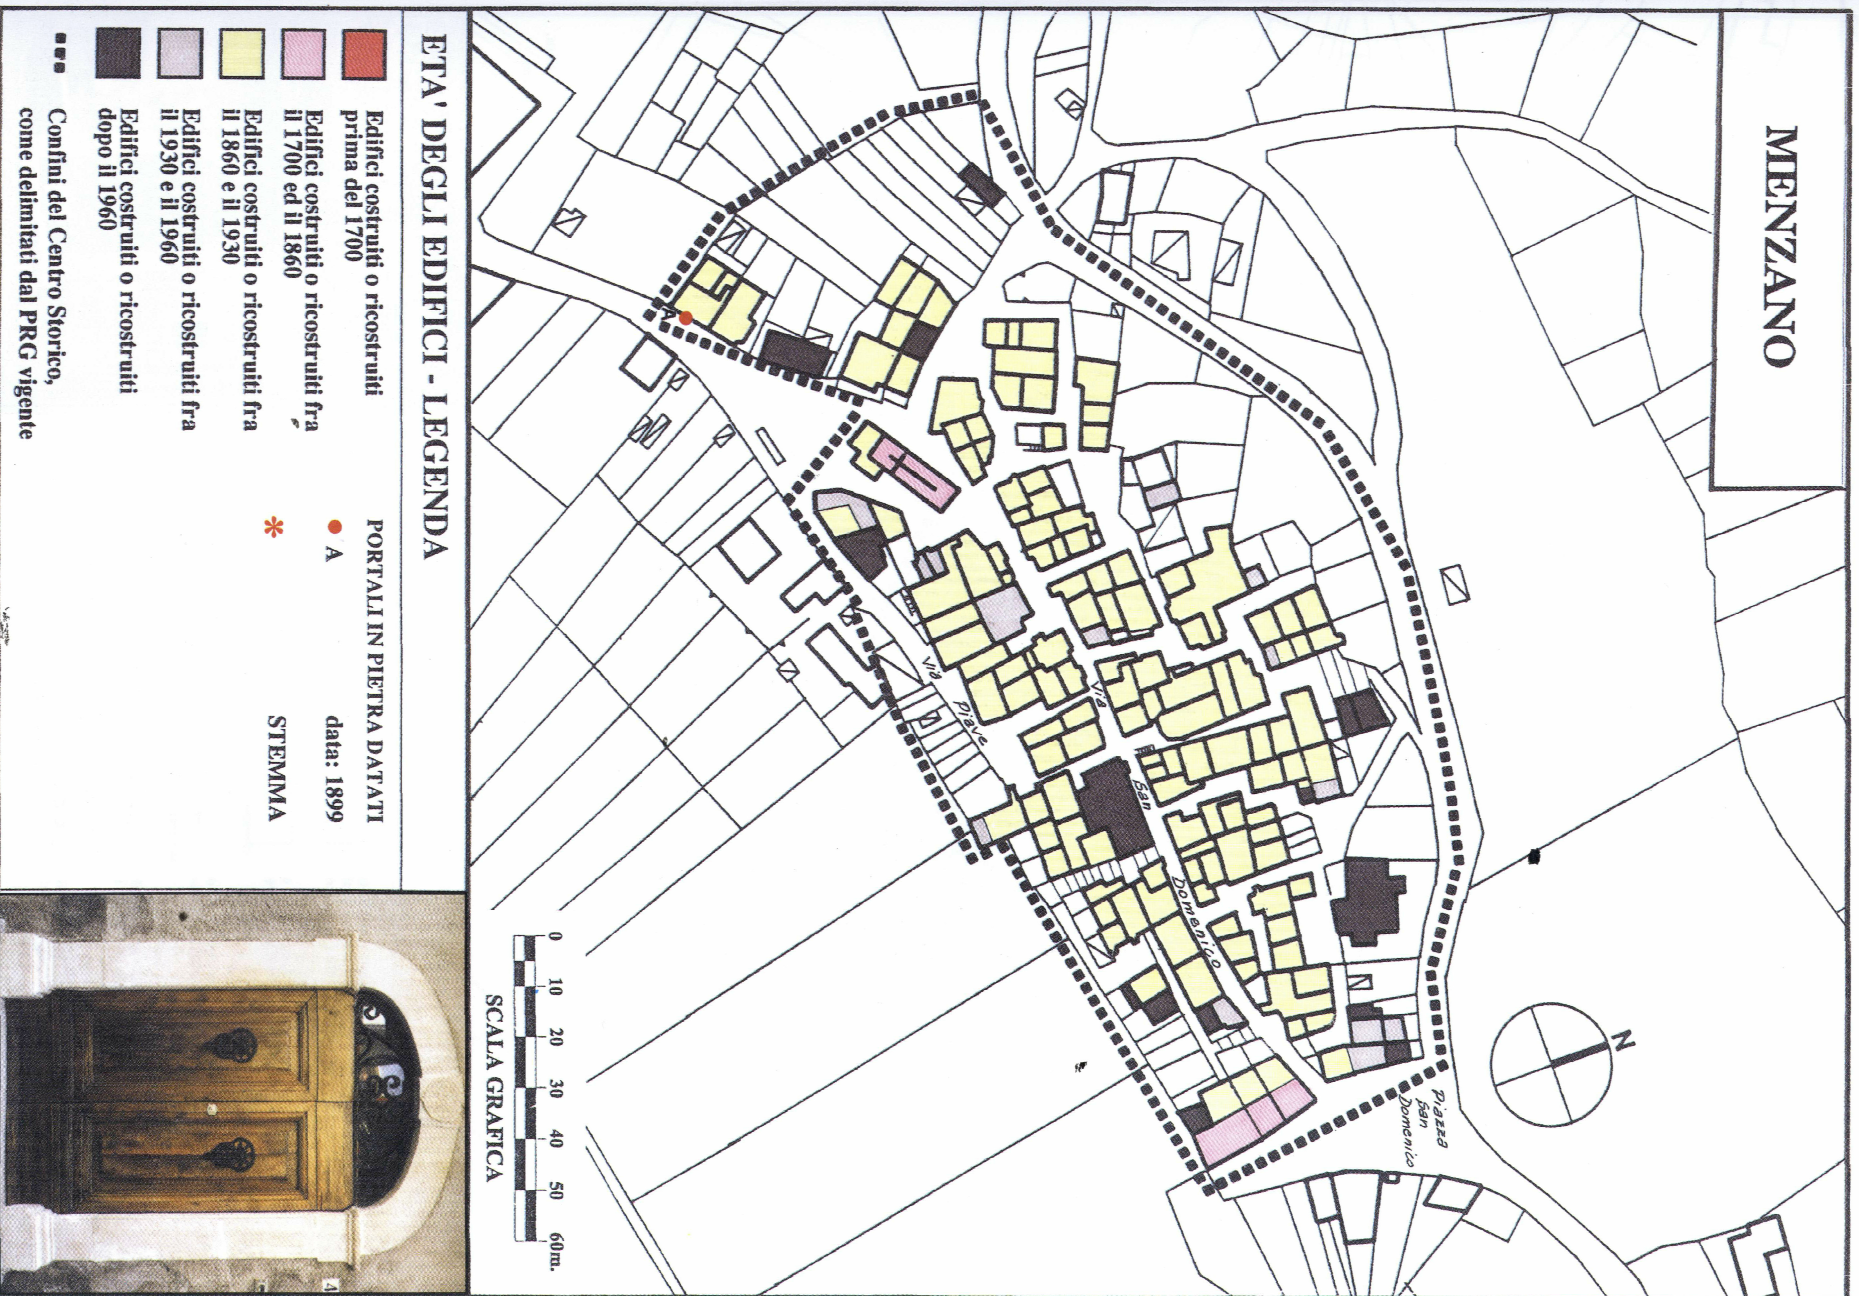 MENZANO
N
Piazza
San
Domenico
Via
San
Domenico
Via
Piave
A
0 10 20 30 40 50 60m.
SCALA GRAFICA
ETA' DEGLI EDIFICI - LEGENDA
Edifici costruiti o ricostruiti
prima del 1700
Edifici costruiti o ricostruiti fra
il 1700 ed il 1860
Edifici costruiti o ricostruiti fra
il 1860 e il 1930
Edifici costruiti o ricostruiti fra
il 1930 e il 1960
Edifici costruiti o ricostruiti
dopo il 1960
Confini del Centro Storico,
come delimitati dal PRG vigente
PORTALI IN PIETRA DATATI
A data: 1899
* STEMMA
4